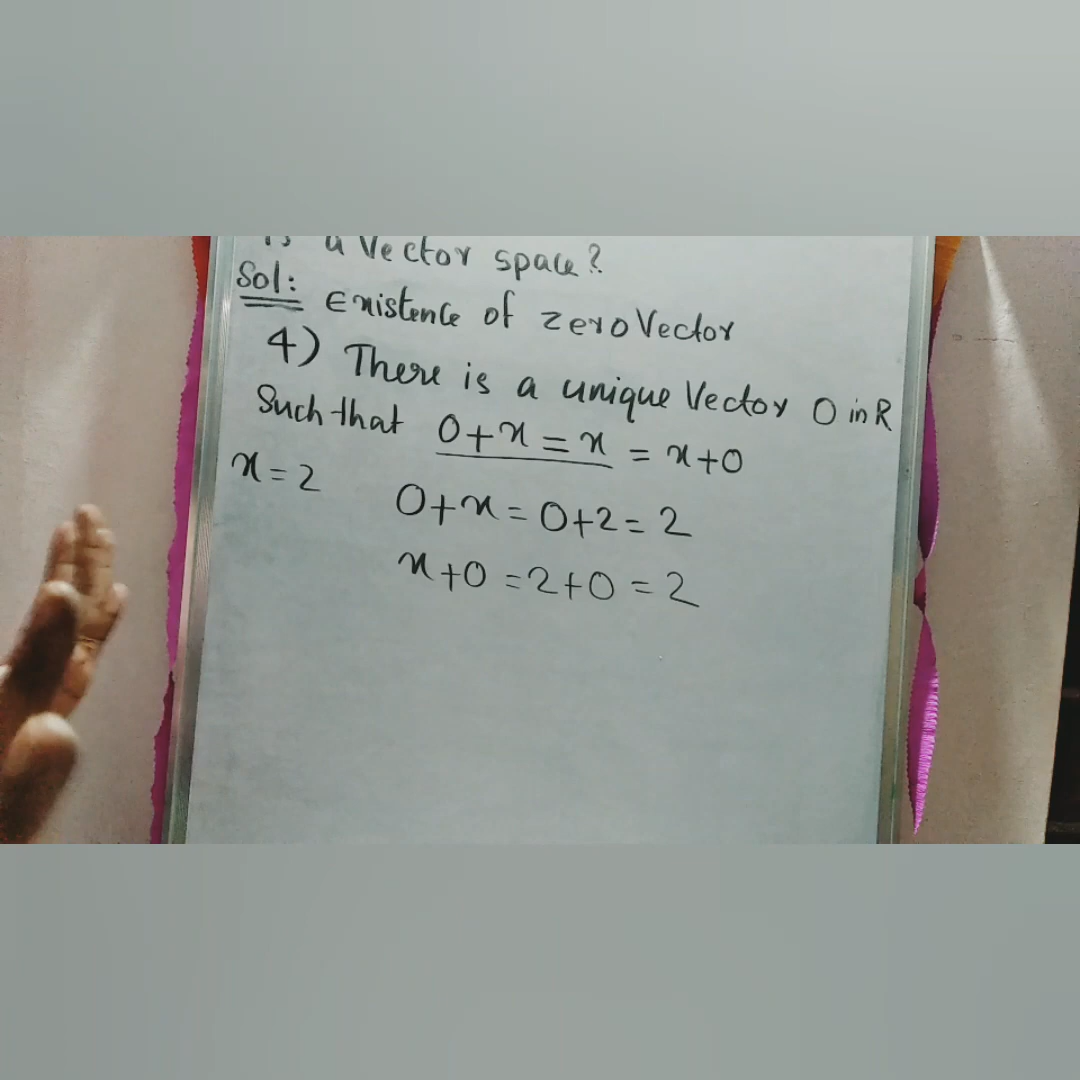 is a Vector space?
Sol: Existence of zero Vector
4) There is a unique Vector 0 in R
Such that 0+x=x = x+0
x=2 0+x=0+2=2
x+0=2+0=2